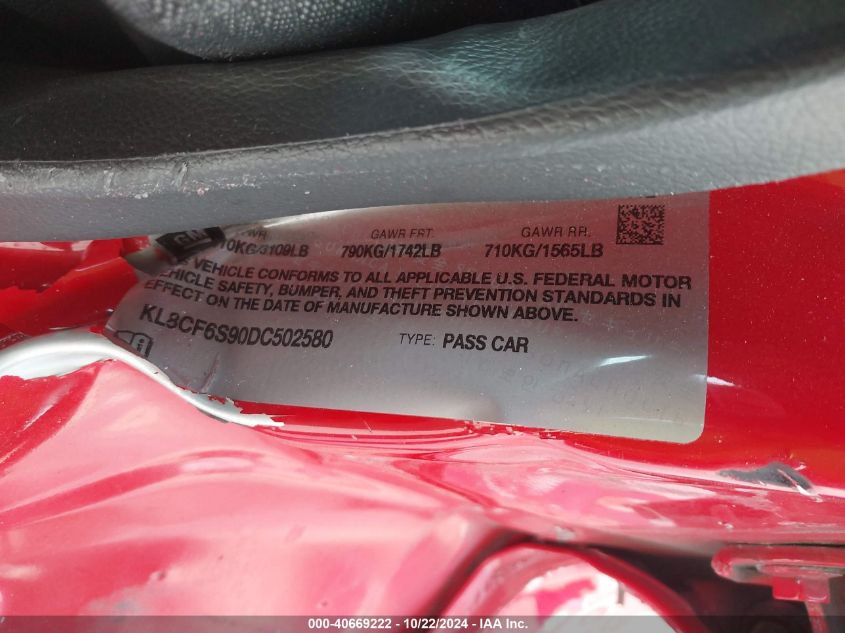 GM
GVWR GAWR FRT. GAWR RR.
10KG/3109LB 790KG/1742LB 710KG/1565LB
VEHICLE CONFORMS TO ALL APPLICABLE U.S. FEDERAL MOTOR
VEHICLE SAFETY, BUMPER, AND THEFT PREVENTION STANDARDS IN
EFFECT ON THE DATE OF MANUFACTURE SHOWN ABOVE.
KL8CF6S90DC502580 TYPE: PASS CAR
000-40669222 - 10/22/2024 - IAA Inc.